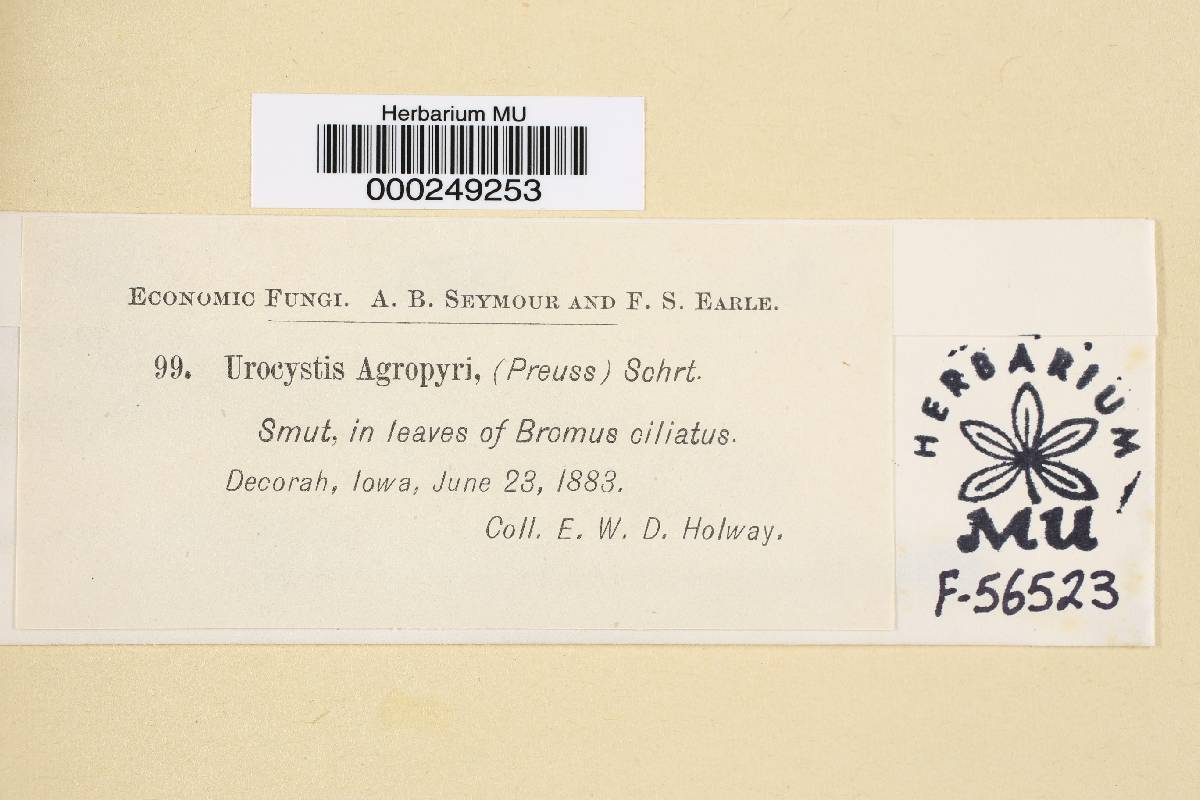 Herbarium MU
000249253
ECONOMIC FUNGI. A. B. SEYMOUR AND F. S. EARLE.
99. Urocystis Agropyri, (Preuss) Schrt.
Smut, in leaves of Bromus ciliatus.
Decorah, Iowa, June 23, 1883.
Coll. E. W. D. Holway.
HERBARIUM
MU
F-56523